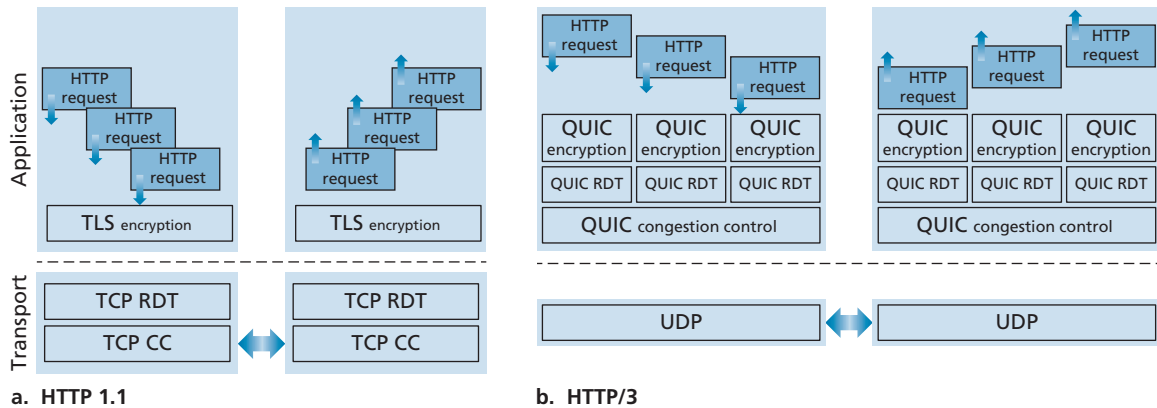 Application
HTTP
request
HTTP
request
HTTP
request
TLS encryption
HTTP
request
HTTP
request
HTTP
request
TLS encryption
Transport
TCP RDT
TCP CC
TCP RDT
TCP CC
a. HTTP 1.1
HTTP
request
HTTP
request
HTTP
request
QUIC
encryption
QUIC
encryption
QUIC
encryption
QUIC RDT
QUIC RDT
QUIC RDT
QUIC congestion control
HTTP
request
HTTP
request
HTTP
request
QUIC
encryption
QUIC
encryption
QUIC
encryption
QUIC RDT
QUIC RDT
QUIC RDT
QUIC congestion control
UDP
UDP
b. HTTP/3